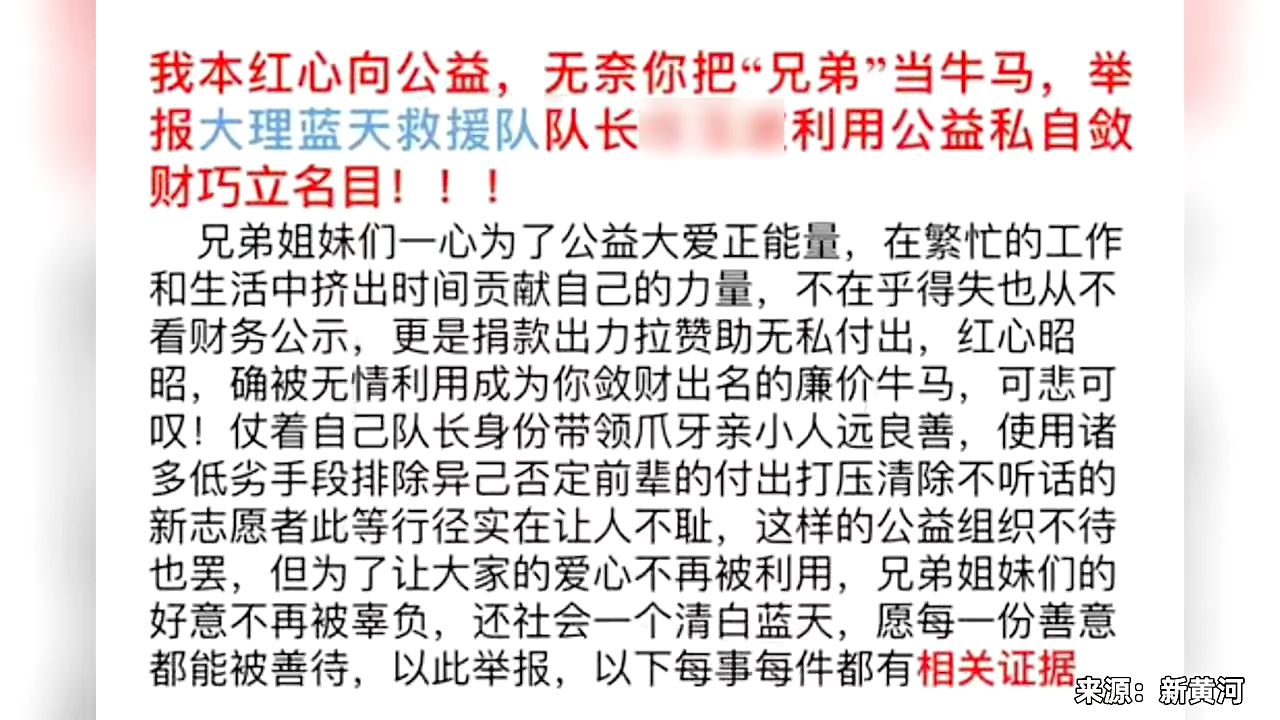 我本红心向公益，无奈你把“兄弟”当牛马，举
报大理蓝天救援队队长利用公益私自敛
财巧立名目！！！
兄弟姐妹们一心为了公益大爱正能量，在繁忙的工作
和生活中挤出时间贡献自己的力量，不在乎得失也从不
看财务公示，更是捐款出力拉赞助无私付出，红心昭
昭，确被无情利用成为你敛财出名的廉价牛马，可悲可
叹！仗着自己队长身份带领爪牙亲小人远良善，使用诸
多低劣手段排除异己否定前辈的付出打压清除不听话的
新志愿者此等行径实在让人不耻，这样的公益组织不待
也罢，但为了让大家的爱心不再被利用，兄弟姐妹们的
好意不再被辜负，还社会一个清白蓝天，愿每一份善意
都能被善待，以此举报，以下每事每件都有相关证据
来源：新黄河